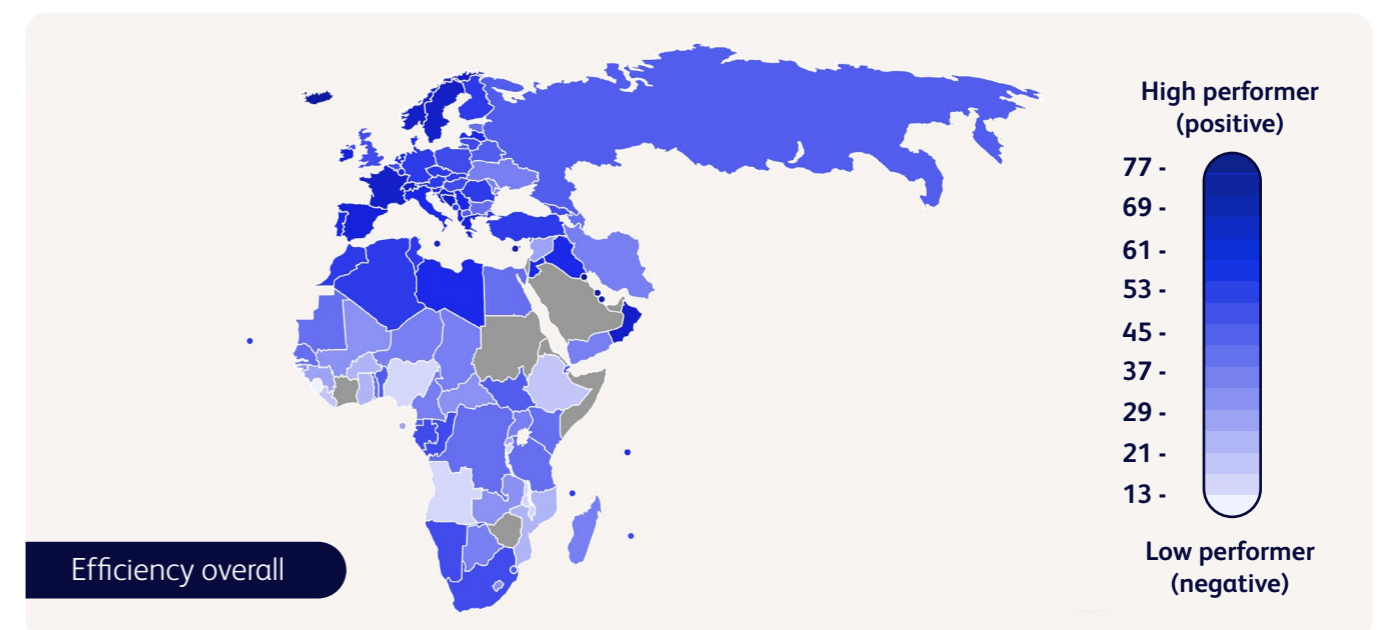 High performer
(positive)
77 -
69 -
61 -
53 -
45 -
37 -
29 -
21 -
13 -
Low performer
(negative)
Efficiency overall